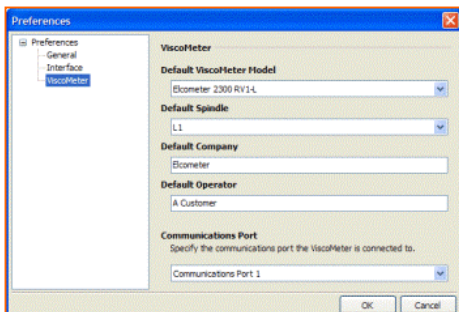 Preferences
Preferences
General
Interface
ViscoMeter
ViscoMeter
Default ViscoMeter Model
Elcometer 2300 RV1-L
Default Spindle
L1
Default Company
Elcometer
Default Operator
A Customer
Communications Port
Specify the communications port the ViscoMeter is connected to.
Communications Port 1
OK Cancel